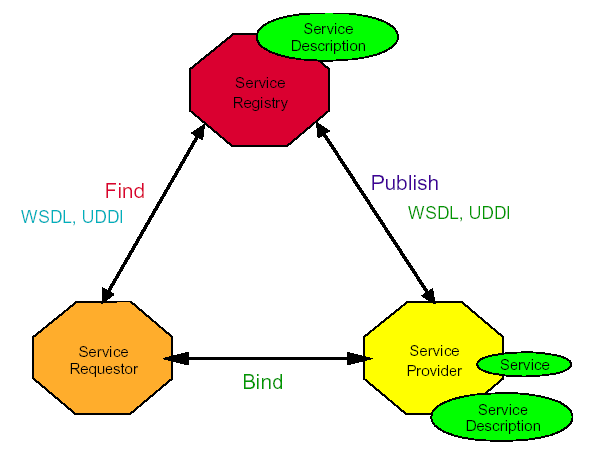 Service
Description
Service
Registry
Find
Publish
WSDL, UDDI
WSDL, UDDI
Service
Requestor
Service
Provider
Service
Bind
Service
Description